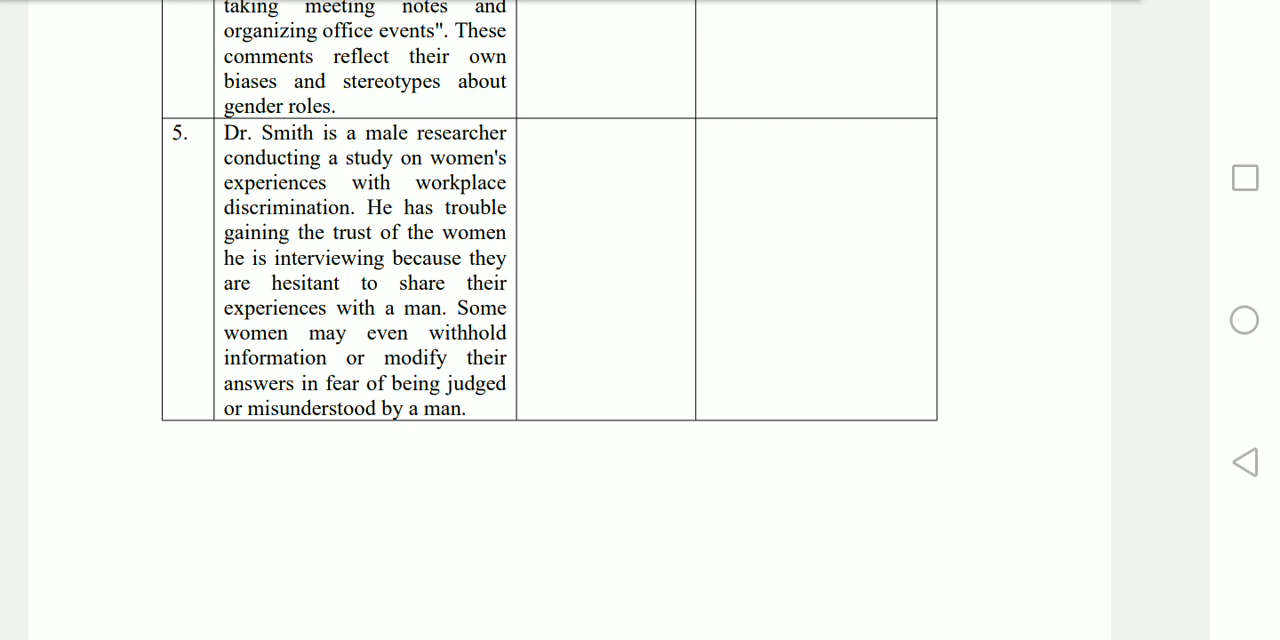 taking meeting notes and
organizing office events". These
comments reflect their own
biases and stereotypes about
gender roles.
5. Dr. Smith is a male researcher
conducting a study on women's
experiences with workplace
discrimination. He has trouble
gaining the trust of the women
he is interviewing because they
are hesitant to share their
experiences with a man. Some
women may even withhold
information or modify their
answers in fear of being judged
or misunderstood by a man.